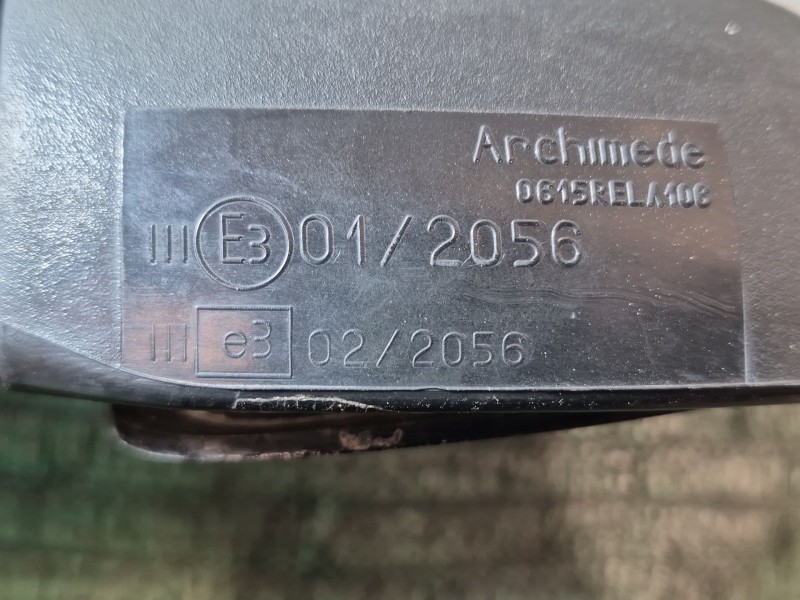 Archimede
0615RELA108
III E3 01/2056
III e3 02/2056